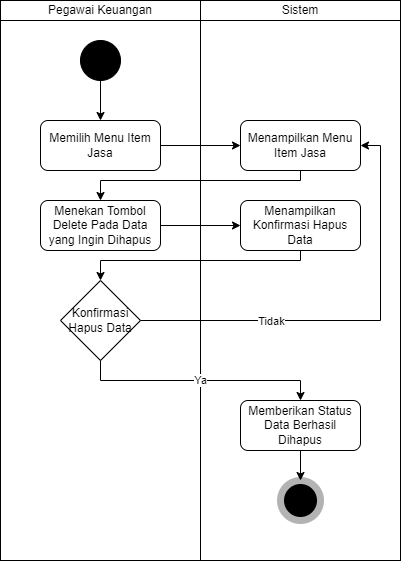 Pegawai Keuangan
Sistem
Memilih Menu Item
Jasa
Menampilkan Menu
Item Jasa
Menekan Tombol
Delete Pada Data
yang Ingin Dihapus
Menampilkan
Konfirmasi Hapus
Data
Konfirmasi
Hapus Data
Tidak
Ya
Memberikan Status
Data Berhasil
Dihapus